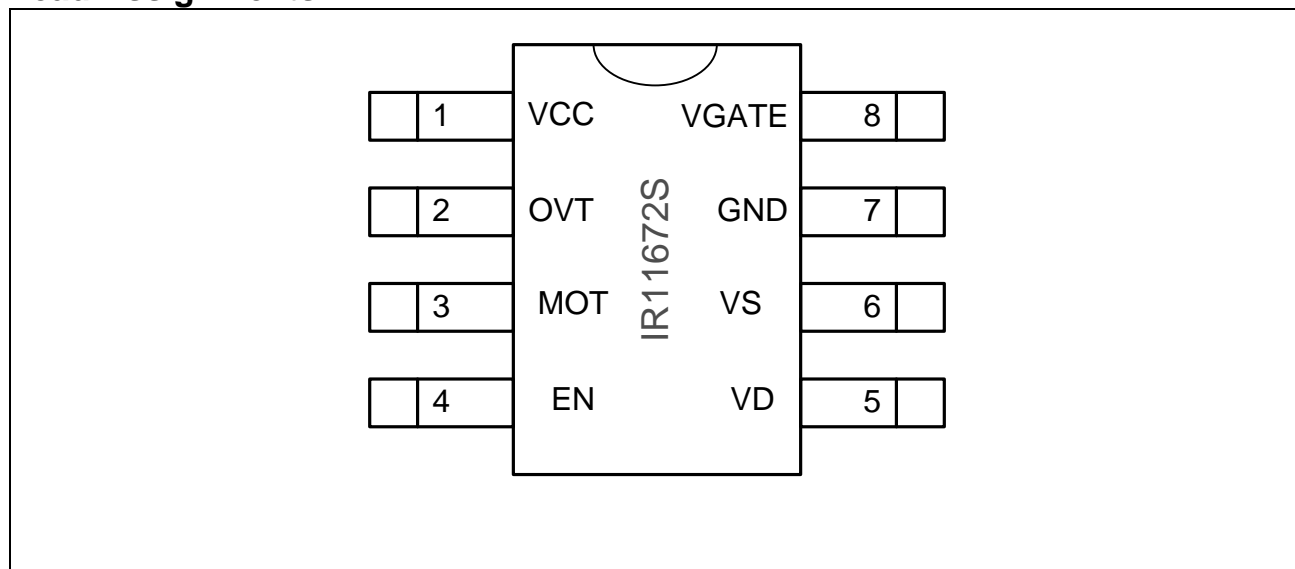 1 VCC VGATE 8
2 OVT GND 7
3 MOT VS 6
4 EN VD 5
IR11672S